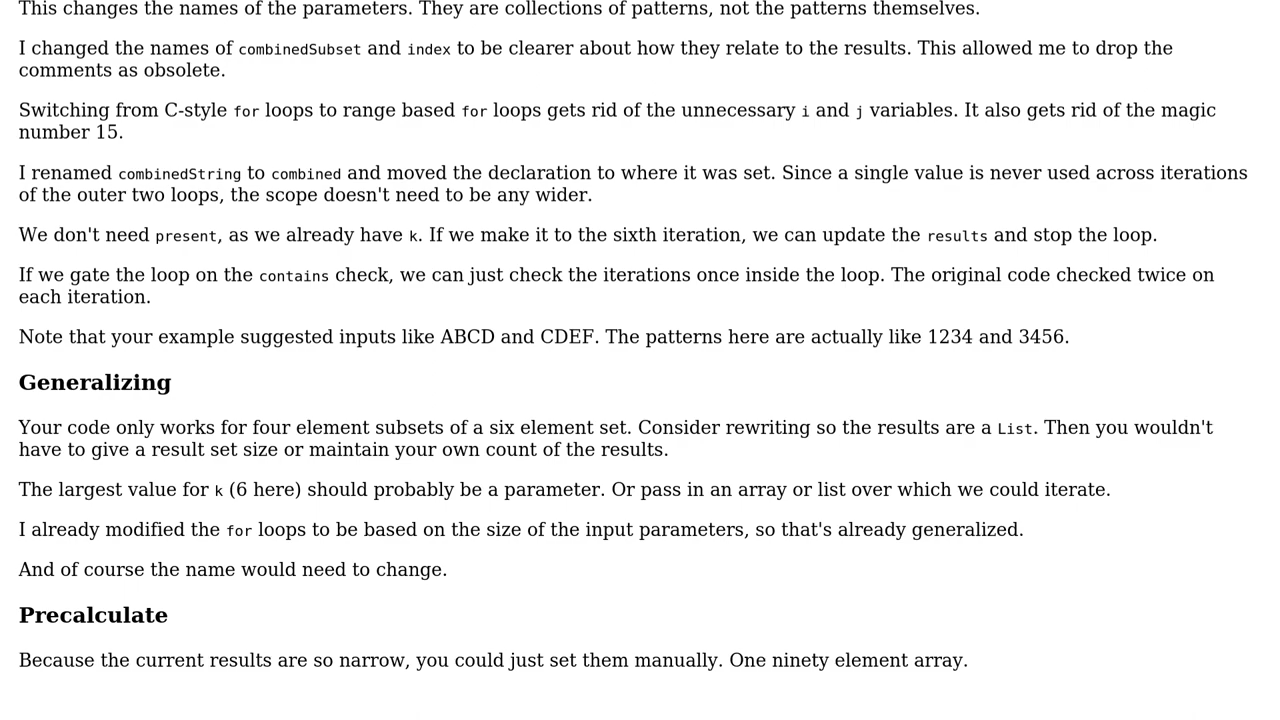 This changes the names of the parameters. They are collections of patterns, not the patterns themselves.
I changed the names of combinedSubset and index to be clearer about how they relate to the results. This allowed me to drop the
comments as obsolete.
Switching from C-style for loops to range based for loops gets rid of the unnecessary i and j variables. It also gets rid of the magic
number 15.
I renamed combinedString to combined and moved the declaration to where it was set. Since a single value is never used across iterations
of the outer two loops, the scope doesn't need to be any wider.
We don't need present, as we already have k. If we make it to the sixth iteration, we can update the results and stop the loop.
If we gate the loop on the contains check, we can just check the iterations once inside the loop. The original code checked twice on
each iteration.
Note that your example suggested inputs like ABCD and CDEF. The patterns here are actually like 1234 and 3456.
Generalizing
Your code only works for four element subsets of a six element set. Consider rewriting so the results are a List. Then you wouldn't
have to give a result set size or maintain your own count of the results.
The largest value for k (6 here) should probably be a parameter. Or pass in an array or list over which we could iterate.
I already modified the for loops to be based on the size of the input parameters, so that's already generalized.
And of course the name would need to change.
Precalculate
Because the current results are so narrow, you could just set them manually. One ninety element array.